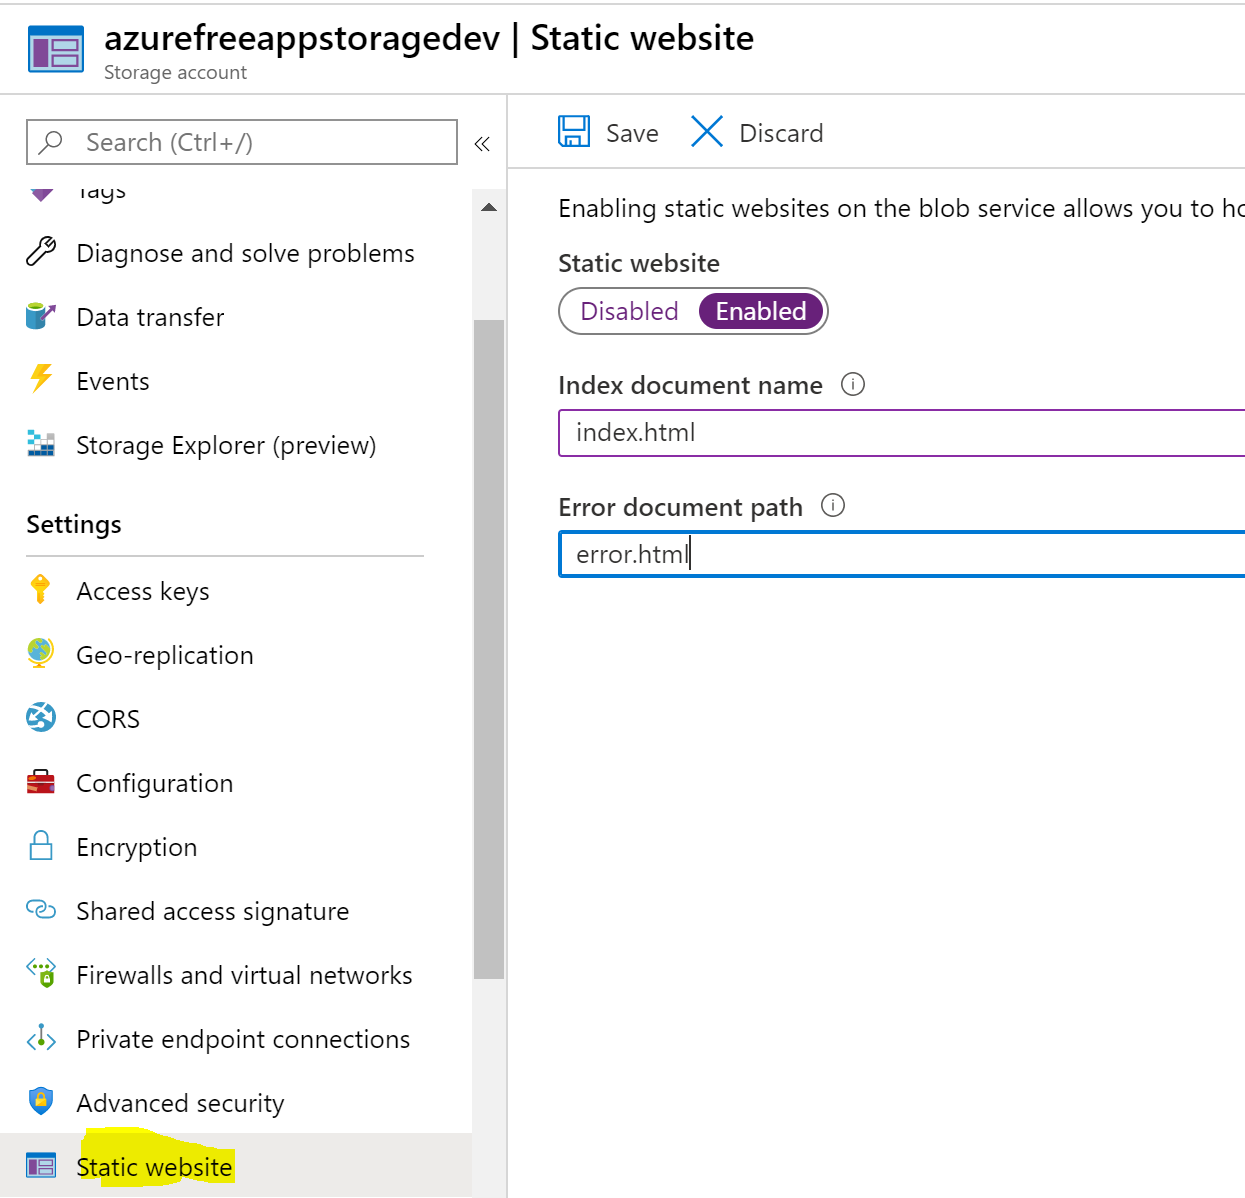 azurefreeappstoragedev | Static website
Storage account
Search (Ctrl+/)
«
Tags
Diagnose and solve problems
Data transfer
Events
Storage Explorer (preview)
Settings
Access keys
Geo-replication
CORS
Configuration
Encryption
Shared access signature
Firewalls and virtual networks
Private endpoint connections
Advanced security
Static website
Save
Discard
Enabling static websites on the blob service allows you to ho
Static website
Disabled Enabled
Index document name
index.html
Error document path
error.html